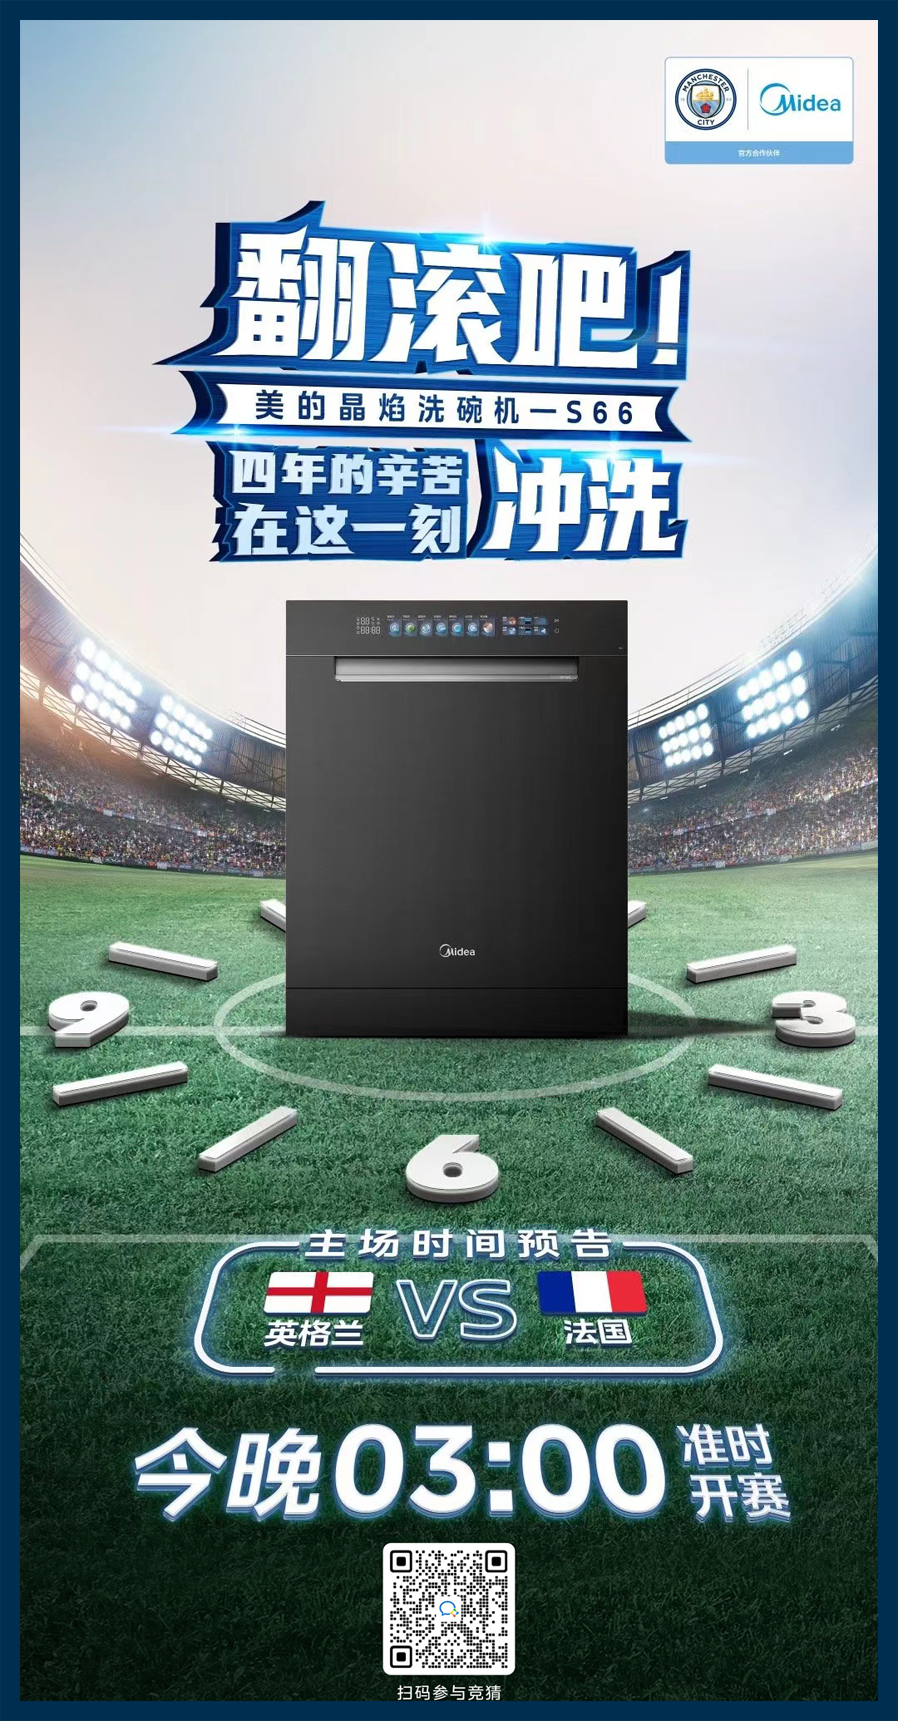 MANCHESTER CITY
Midea
官方合作伙伴
翻滚吧!
美的晶焰洗碗机—S66
四年的辛苦
在这一刻
冲洗
Midea
9
3
6
主场时间预告
英格兰
VS
法国
今晚03:00
准时
开赛
扫码参与竞猜